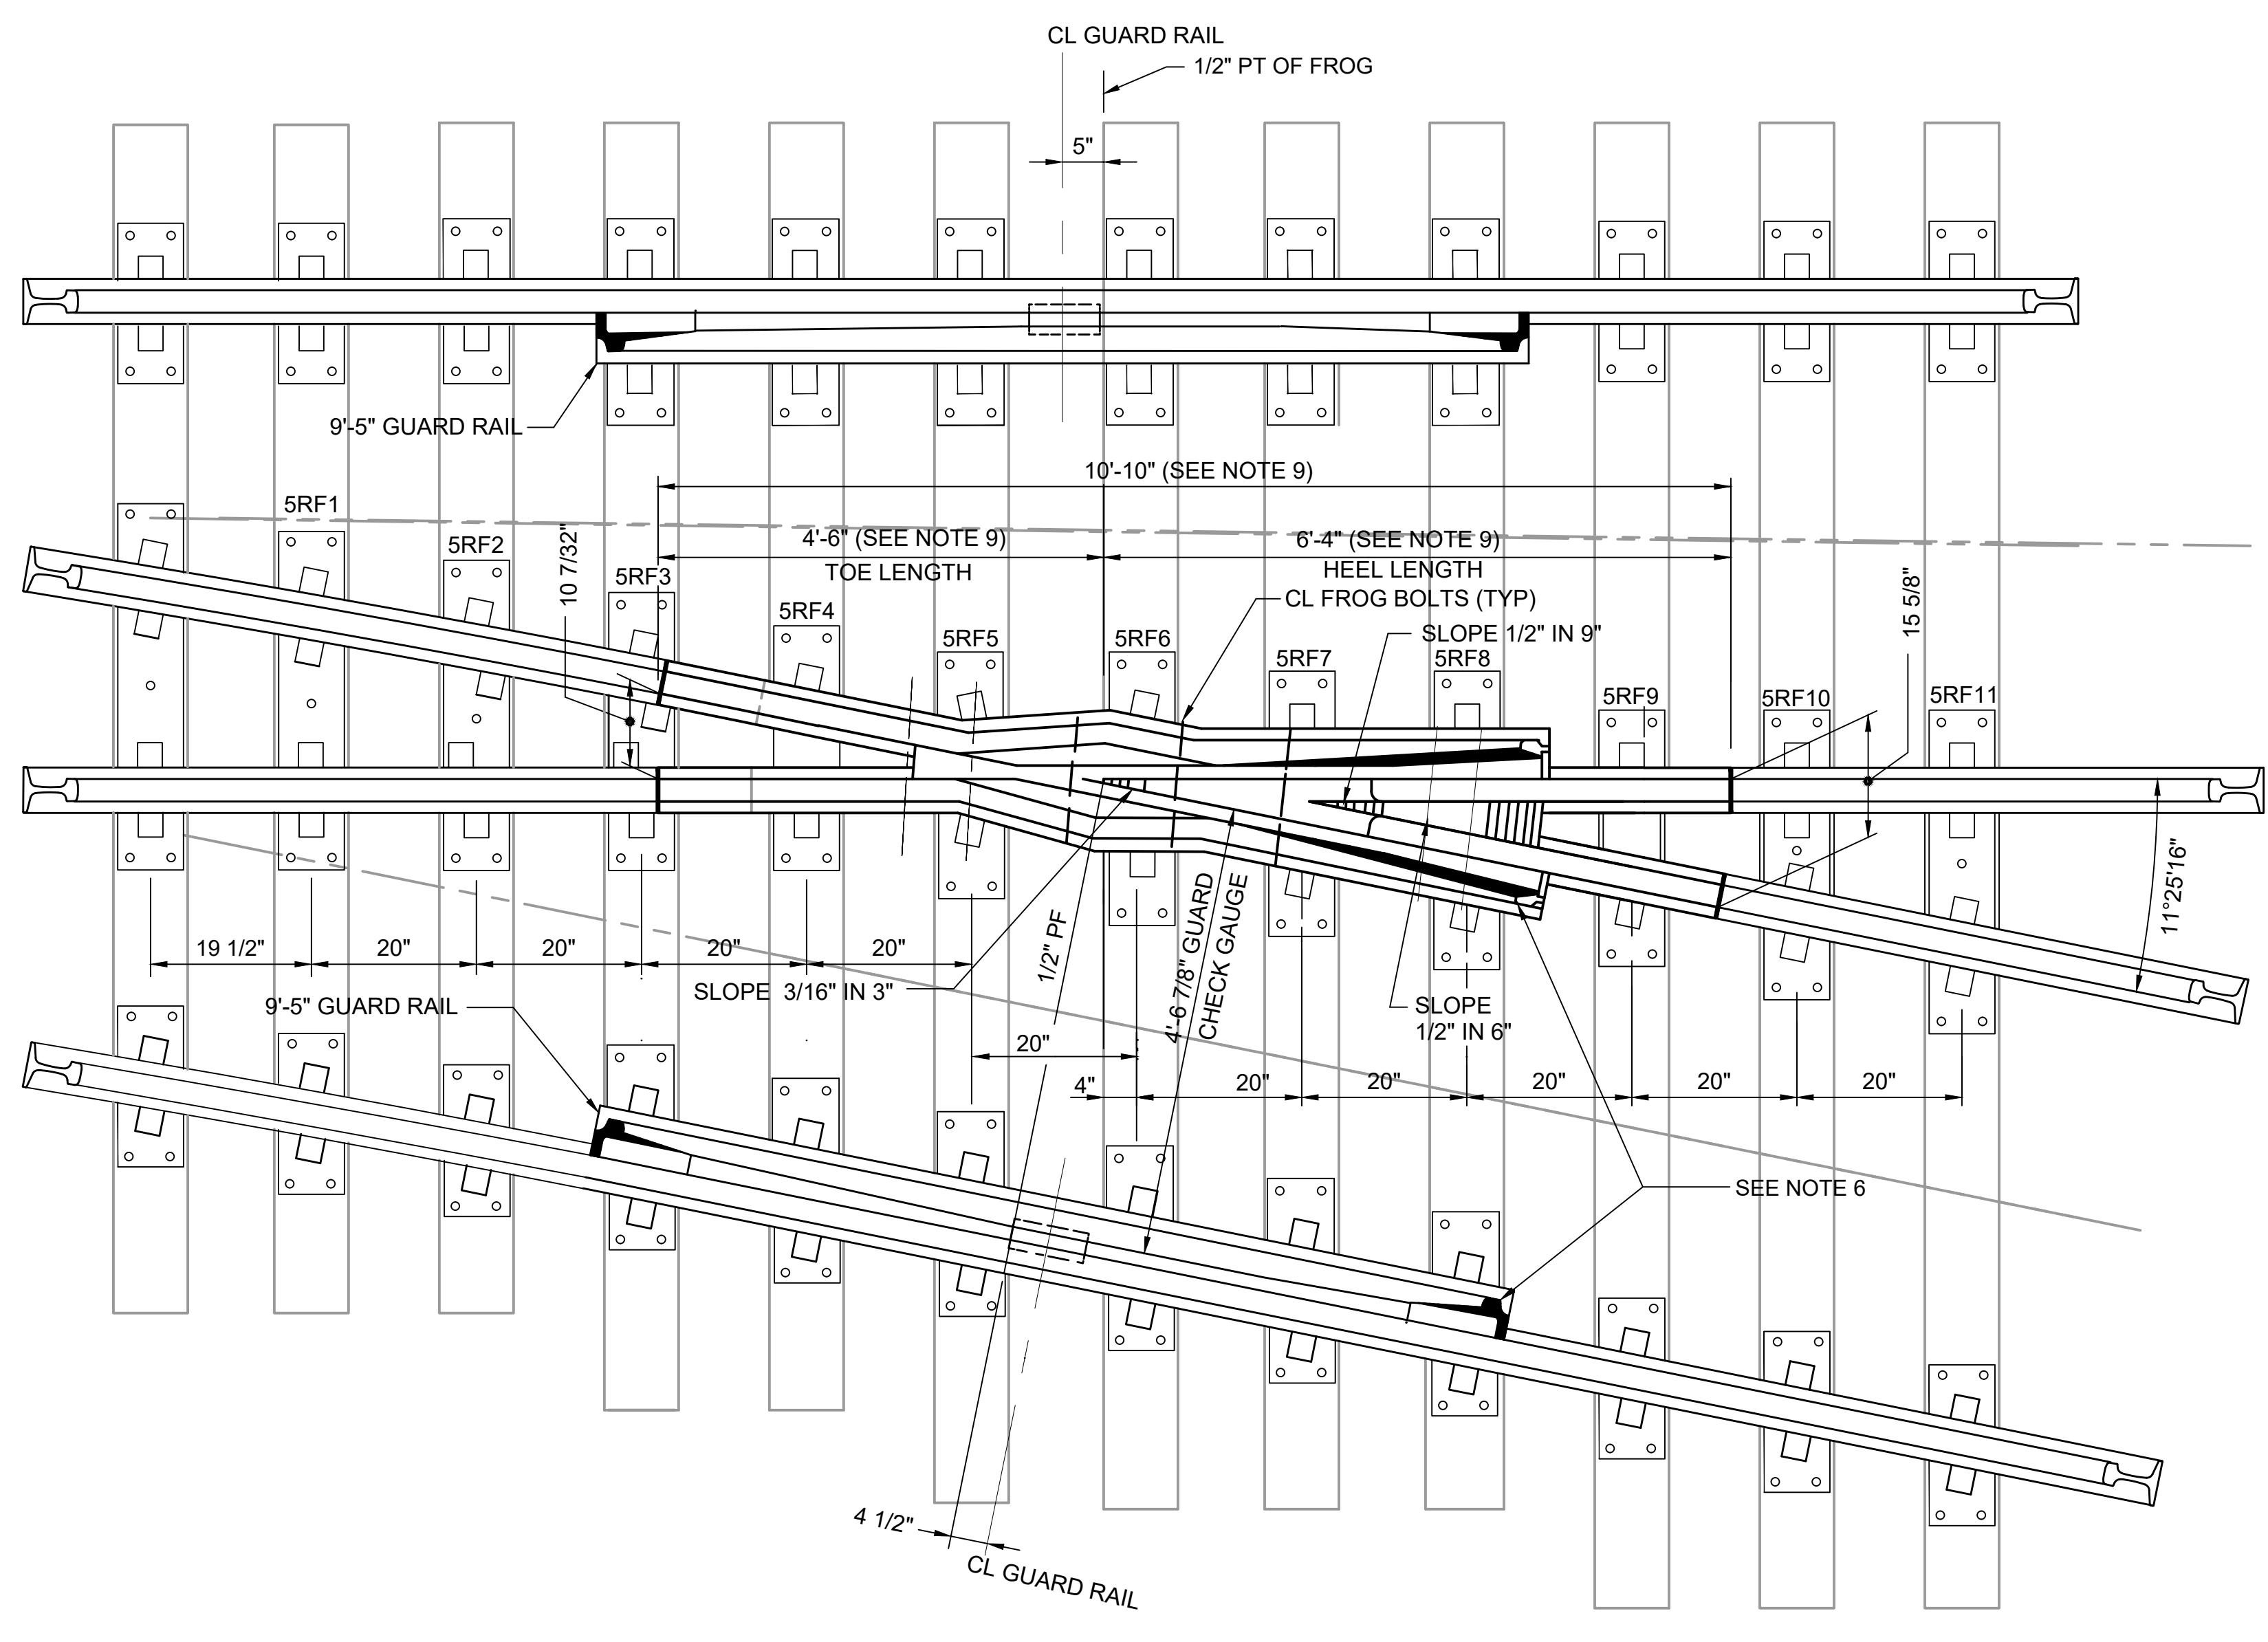 CL GUARD RAIL
1/2" PT OF FROG
5"
9'-5" GUARD RAIL
10'-10" (SEE NOTE 9)
5RF1
10 7/32"
4'-6" (SEE NOTE 9)
TOE LENGTH
6'-4" (SEE NOTE 9)
HEEL LENGTH
5RF2
5RF3
15 5/8"
CL FROG BOLTS (TYP)
5RF4
SLOPE 1/2" IN 9"
5RF5
5RF6
5RF7
5RF8
5RF9
5RF10
5RF11
11°25'16"
19 1/2"
20"
20"
20"
20"
1/2" PF
4'-6 7/8" GUARD
CHECK GAUGE
SLOPE 3/16" IN 3"
9'-5" GUARD RAIL
SLOPE
1/2" IN 6"
20"
4"
20"
20"
20"
20"
20"
SEE NOTE 6
4 1/2"
CL GUARD RAIL